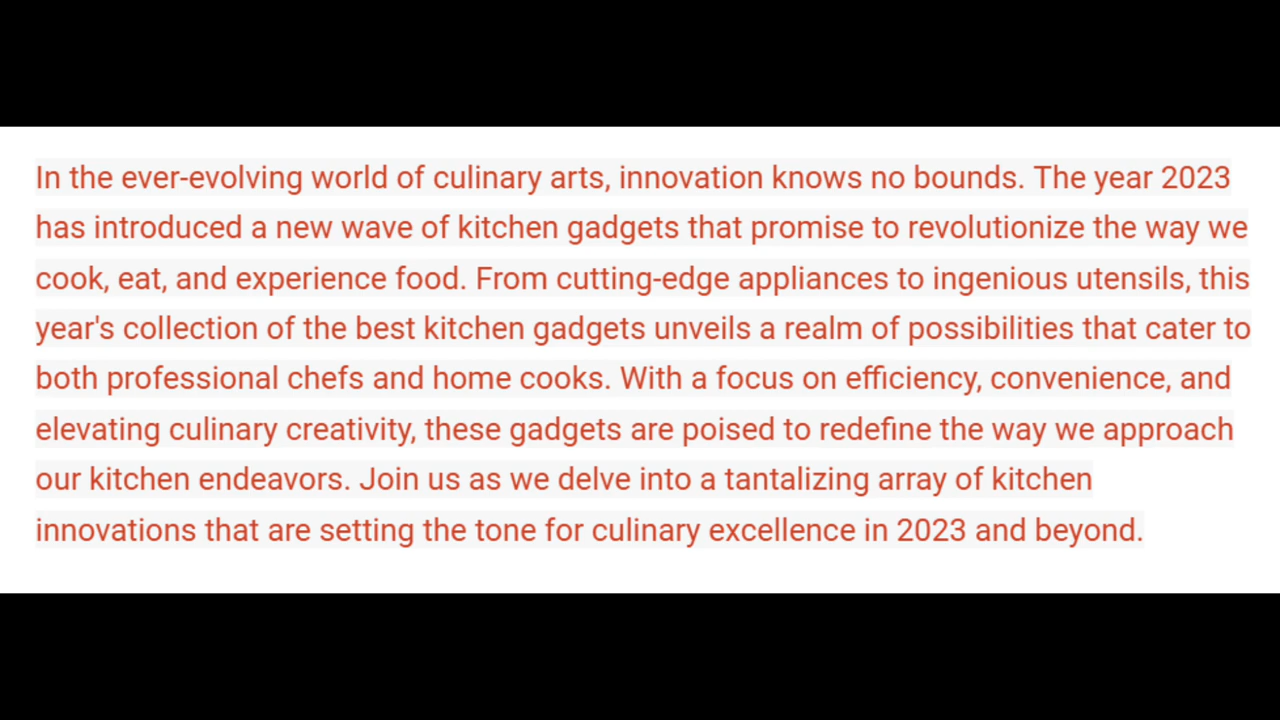 In the ever-evolving world of culinary arts, innovation knows no bounds. The year 2023
has introduced a new wave of kitchen gadgets that promise to revolutionize the way we
cook, eat, and experience food. From cutting-edge appliances to ingenious utensils, this
year's collection of the best kitchen gadgets unveils a realm of possibilities that cater to
both professional chefs and home cooks. With a focus on efficiency, convenience, and
elevating culinary creativity, these gadgets are poised to redefine the way we approach
our kitchen endeavors. Join us as we delve into a tantalizing array of kitchen
innovations that are setting the tone for culinary excellence in 2023 and beyond.